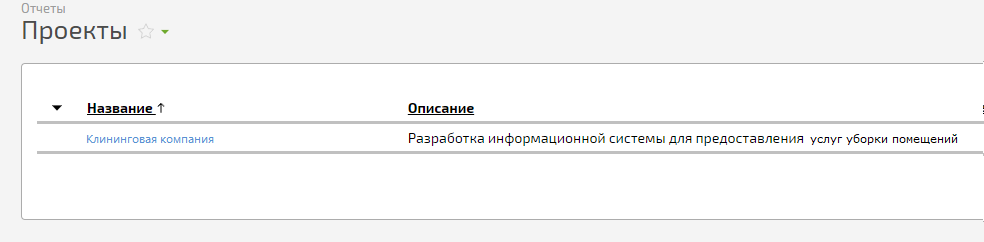 Отчеты
Проекты
Название ↑ Описание
Клининговая компания Разработка информационной системы для предоставления услуг уборки помещений